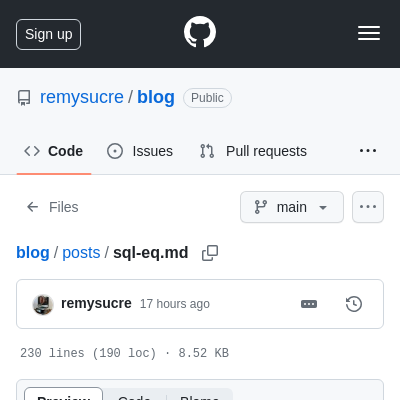 Sign up
remysucre / blog Public
Code Issues Pull requests
Files main
blog / posts / sql-eq.md
remysucre 17 hours ago
230 lines (190 loc) · 8.52 KB
Preview Code Blame